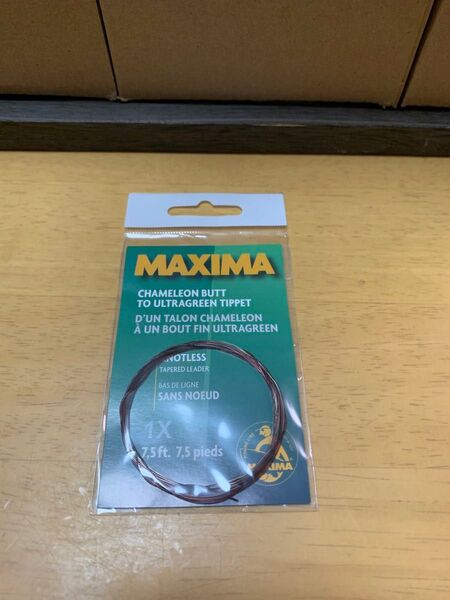 MAXIMA
CHAMELEON BUTT
TO ULTRAGREEN TIPPET
D'UN TALON CHAMELEON
À UN BOUT FIN ULTRAGREEN
KNOTLESS
TAPERED LEADER
BAS DE LIGNE
SANS NOEUD
1X
7,5 ft. 7,5 pieds
MAXIMA